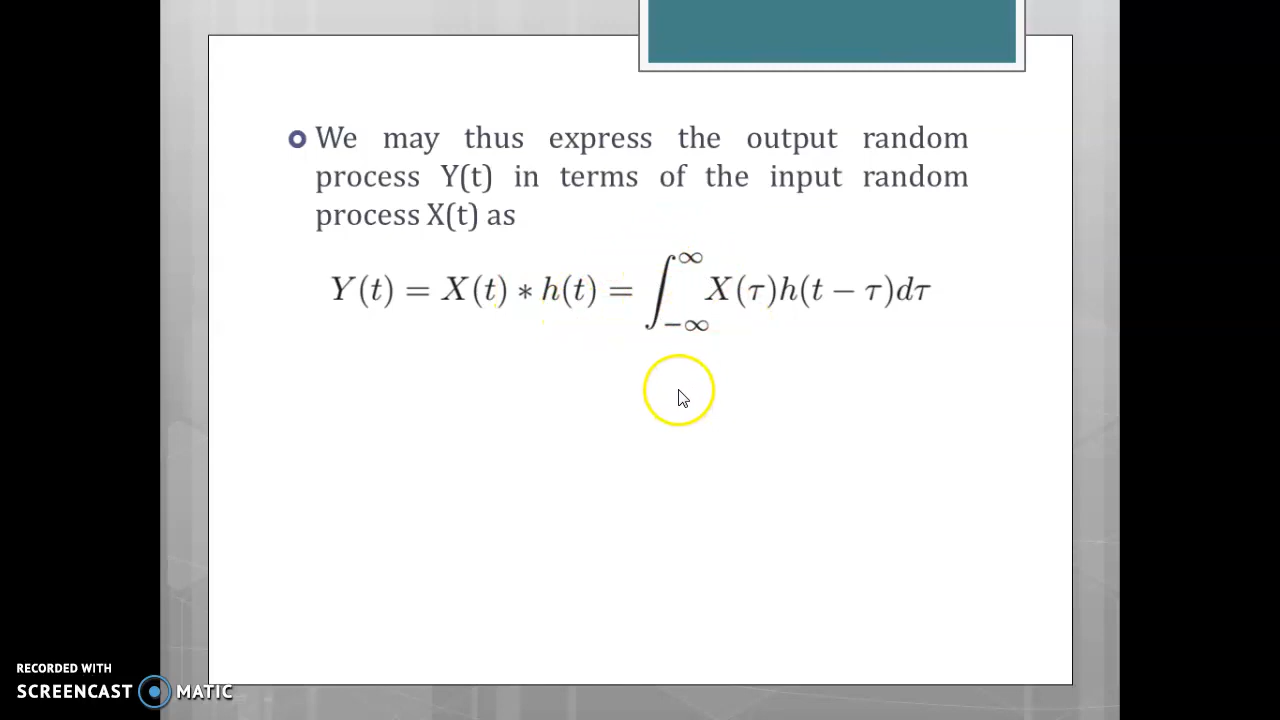 We may thus express the output random
process Y(t) in terms of the input random
process X(t) as
Y(t) = X(t) ∗ h(t) = ∫_{−∞}^{∞} X(τ)h(t − τ)dτ
RECORDED WITH
SCREENCAST MATIC